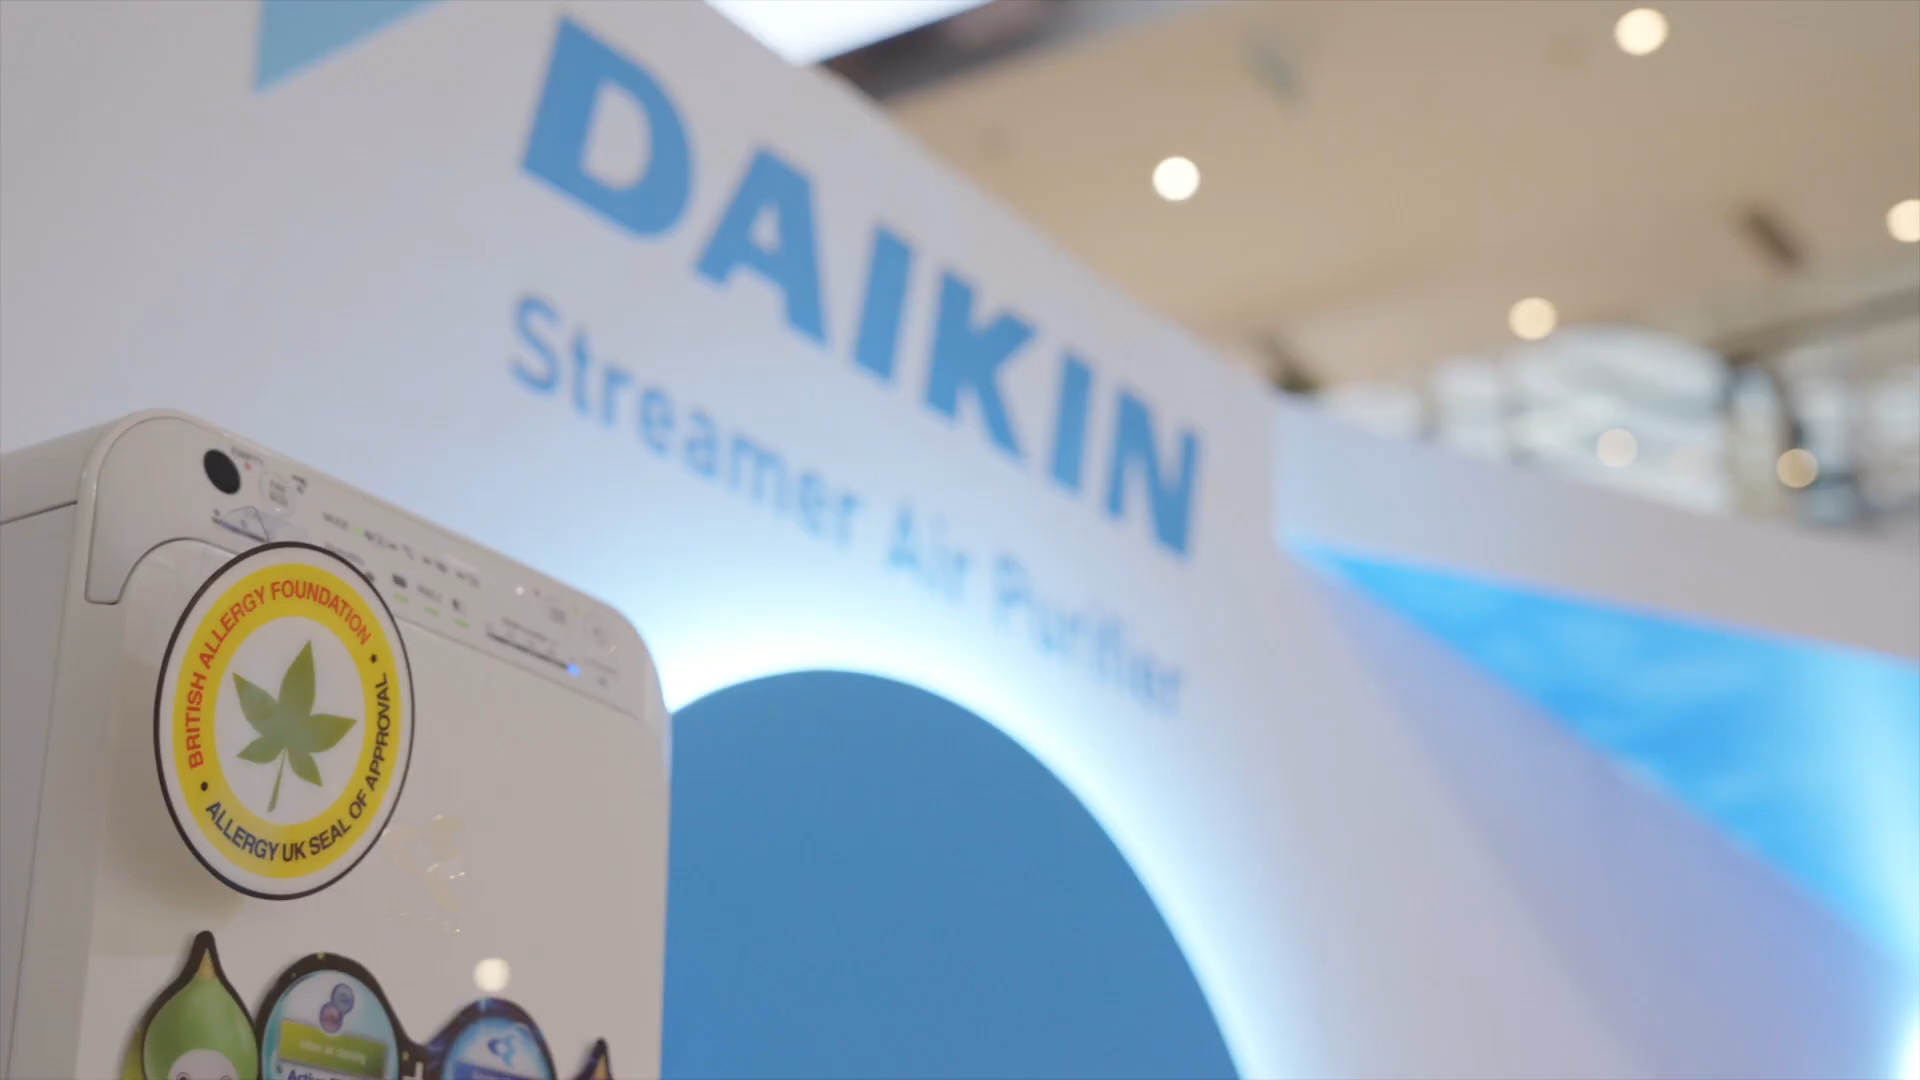 DAIKIN
Streamer Air Purifier
BRITISH ALLERGY FOUNDATION
ALLERGY UK SEAL OF APPROVAL